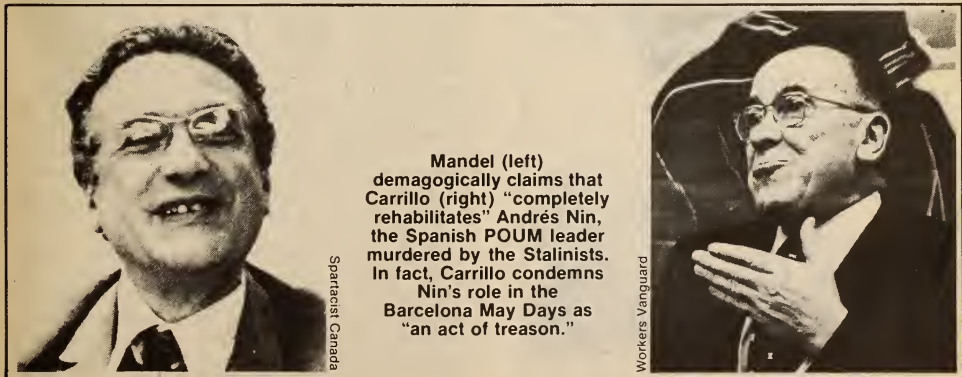 Spartacist Canada
Mandel (left)
demagogically claims that
Carrillo (right) “completely
rehabilitates” Andrés Nin,
the Spanish POUM leader
murdered by the Stalinists.
In fact, Carrillo condemns
Nin’s role in the
Barcelona May Days as
“an act of treason.”
Workers Vanguard